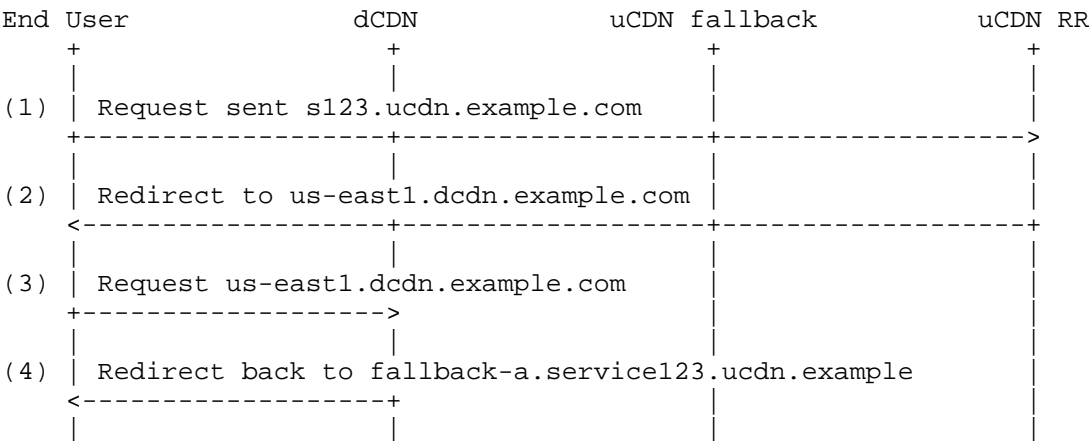 End User dCDN uCDN fallback uCDN RR
+ + + +
| | | |
(1) | Request sent s123.ucdn.example.com | |
+-------------------+-------------------+------------------->
| | | |
(2) | Redirect to us-east1.dcdn.example.com | |
<-------------------+-------------------+-------------------+
| | | |
(3) | Request us-east1.dcdn.example.com | |
+-------------------> | |
| | | |
(4) | Redirect back to fallback-a.service123.ucdn.example |
<-------------------+ | |
| | | |